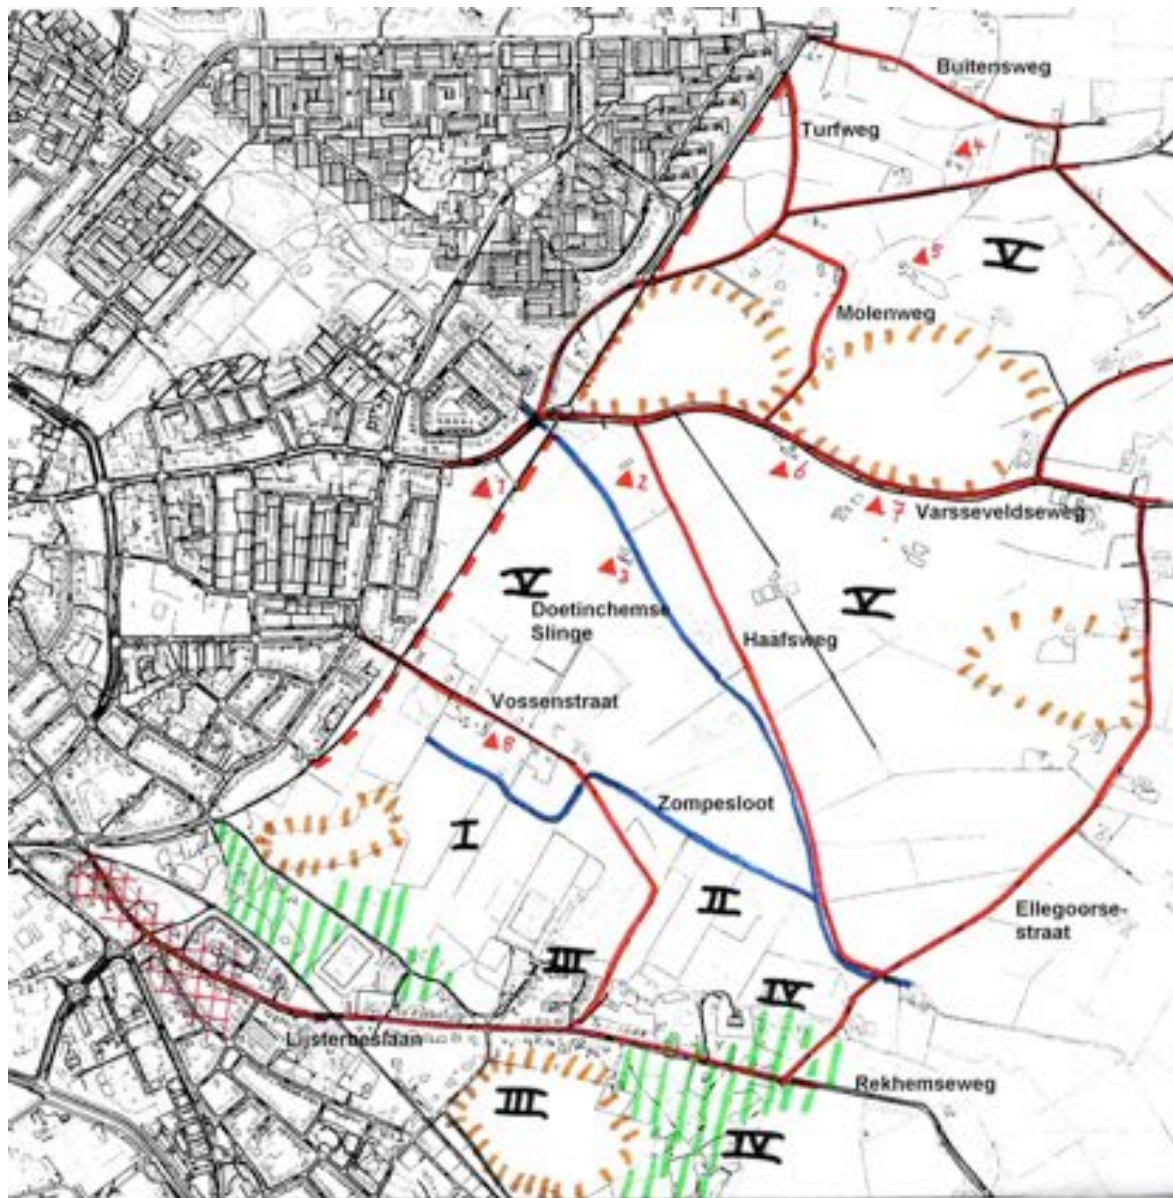 Buitensweg
Turfweg
4
V
5
Molenweg
6
1
2
7
Varsseveldseweg
3
V
V
Doetinchemse
Slinge
Haafsweg
Vossenstraat
8
Zompesloot
I
II
Ellegoorse-
straat
III
IV
Lijsterbeslaan
Rekhemseweg
III
IV